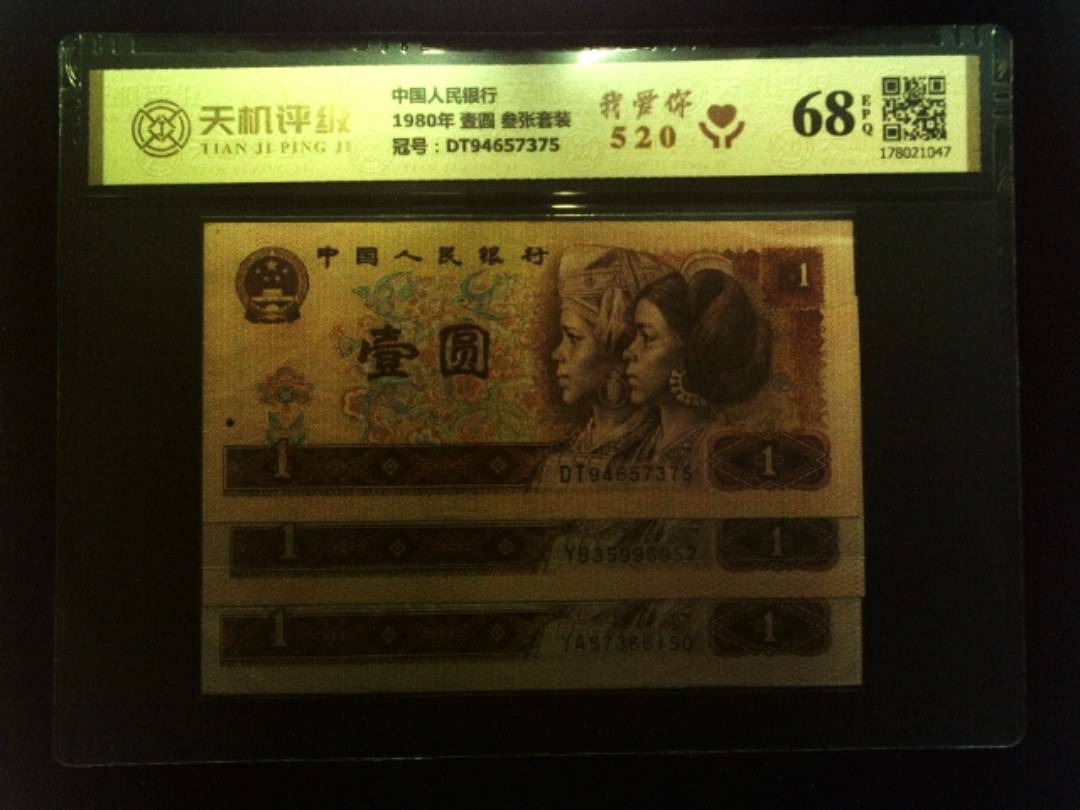 天机评级
TIAN JI PING JI
中国人民银行
1980年 壹圆 叁张套装
冠号：DT94657375
我爱你
520
68
EPQ
178021047
中国人民银行
1
壹圆
1
DT94657375
1
1
YB35996952
1
1
YA57366150
1